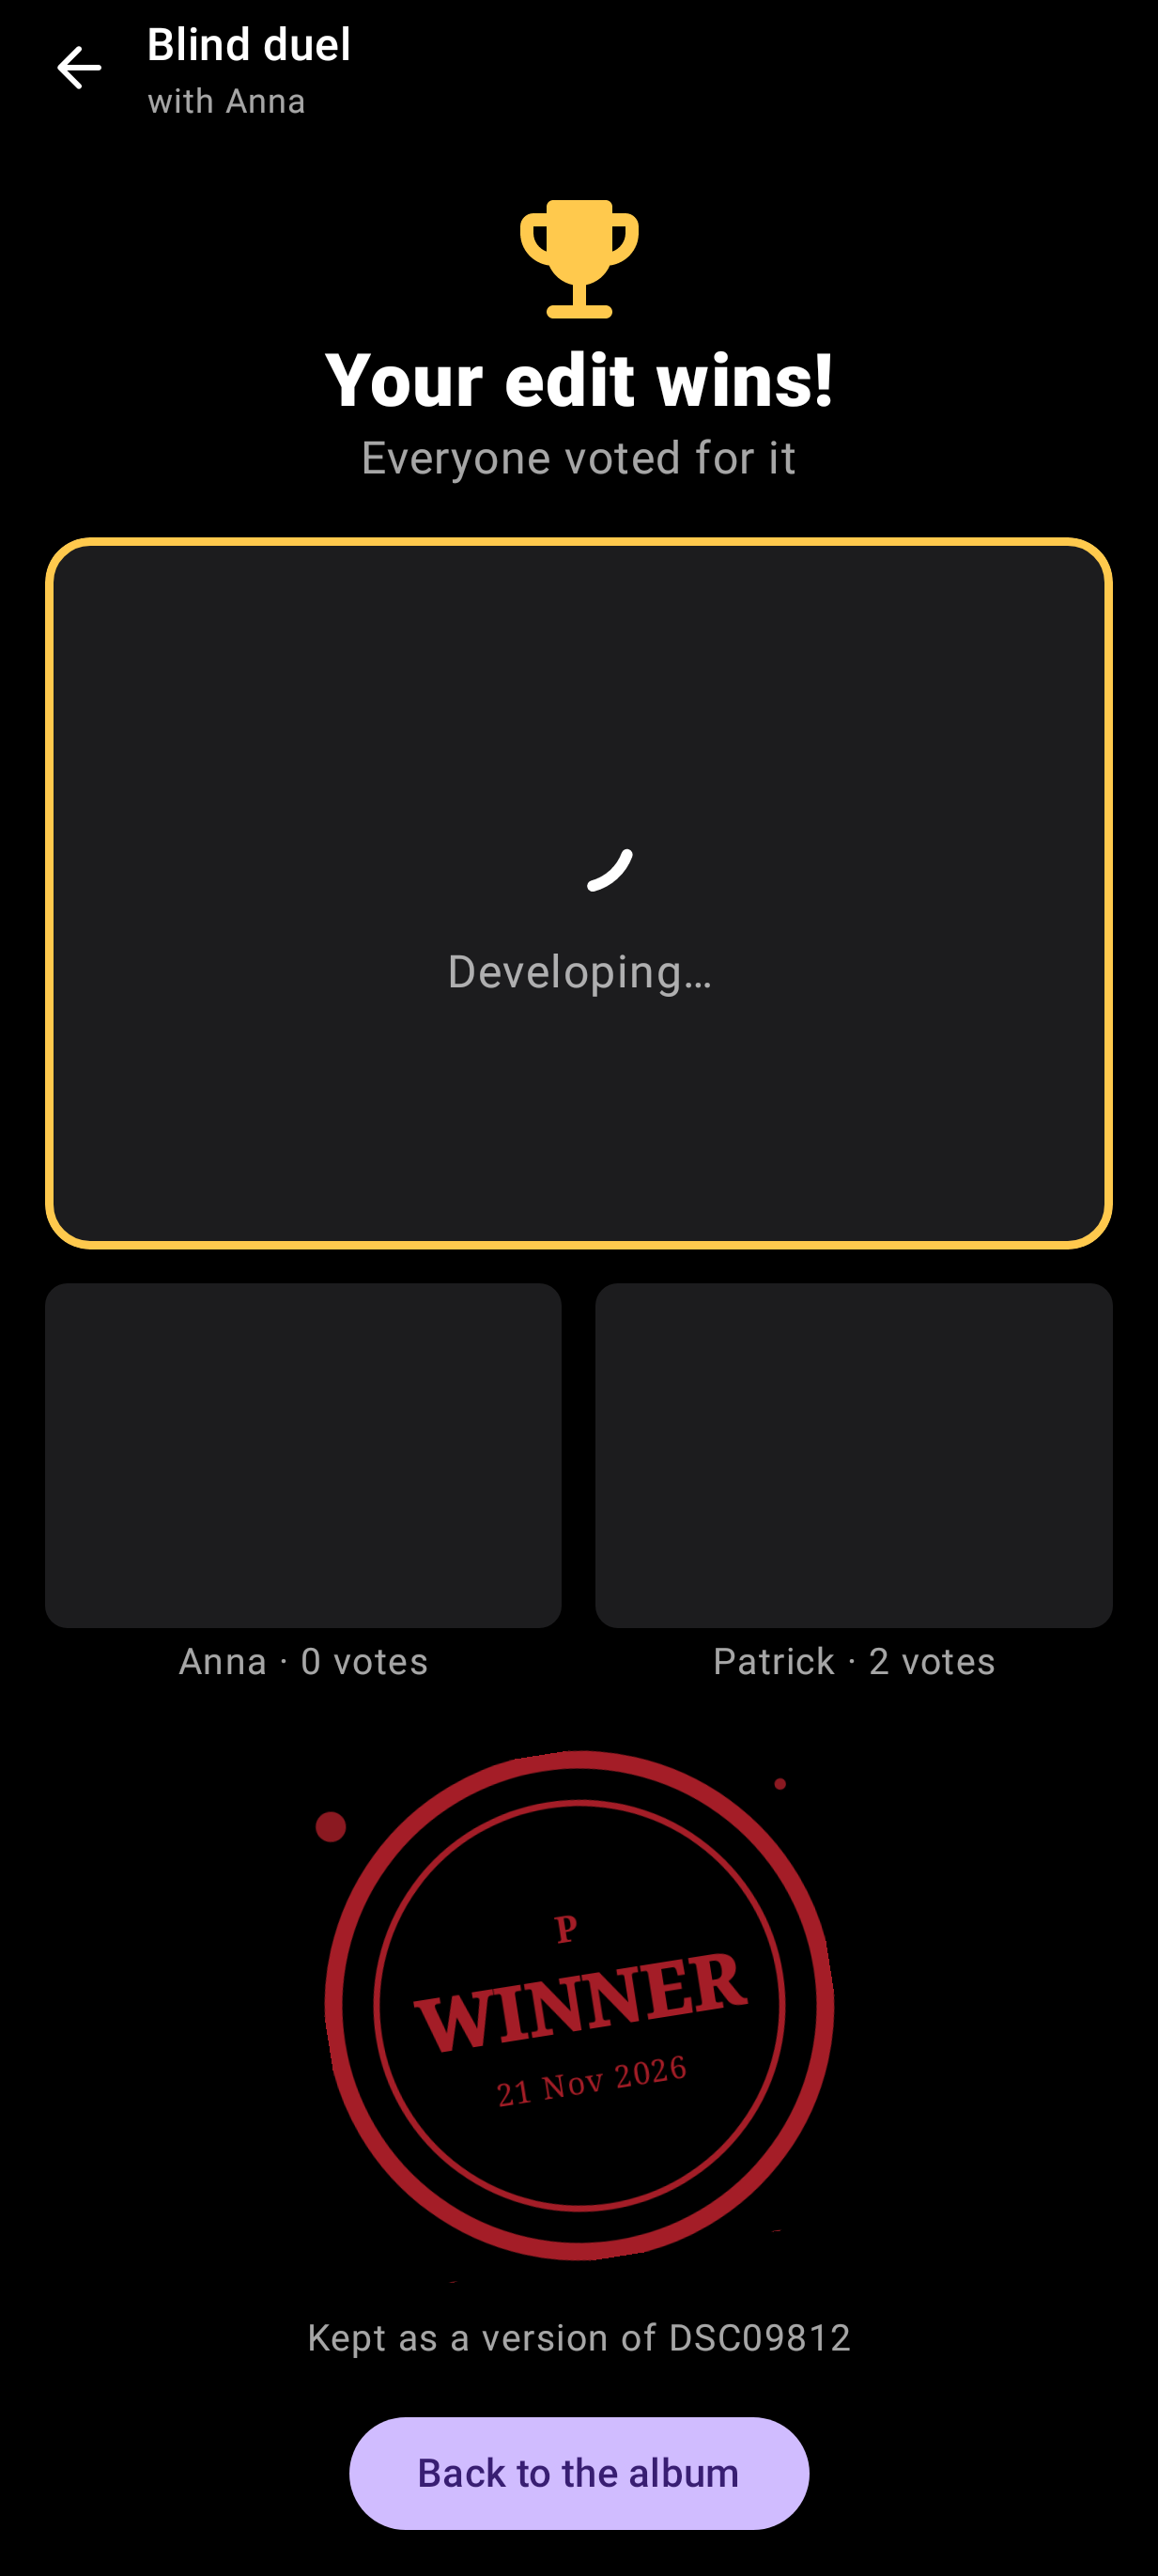 Blind duel
with Anna
Your edit wins!
Everyone voted for it
Developing…
Anna · 0 votes
Patrick · 2 votes
P
WINNER
21 Nov 2026
Kept as a version of DSC09812
Back to the album